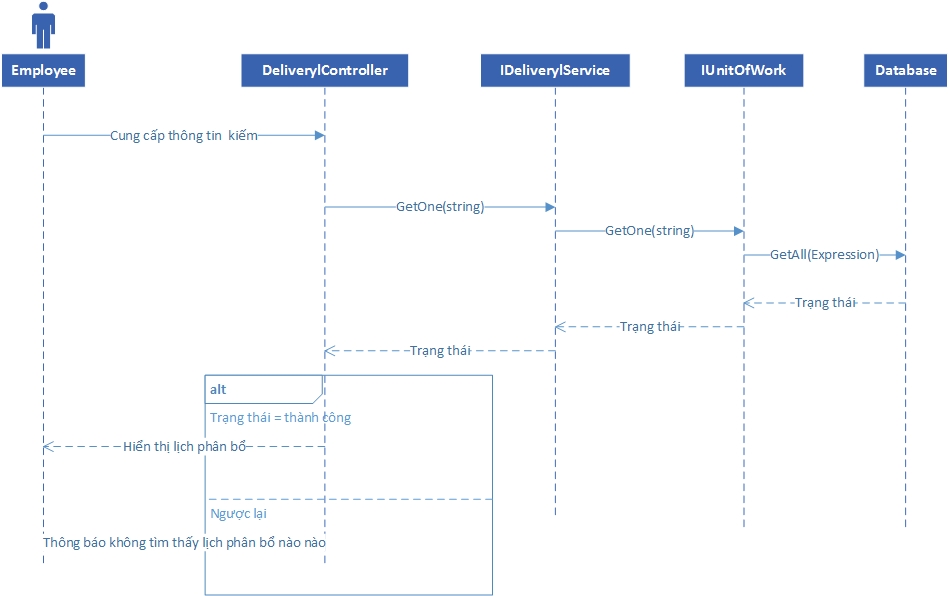 Employee
DeliverylController
IDeliverylService
IUnitOfWork
Database
Cung cấp thông tin kiếm
GetOne(string)
GetOne(string)
GetAll(Expression)
Trạng thái
Trạng thái
Trạng thái
alt
Trạng thái = thành công
Hiển thị lịch phân bổ
Ngược lại
Thông báo không tìm thấy lịch phân bổ nào nào